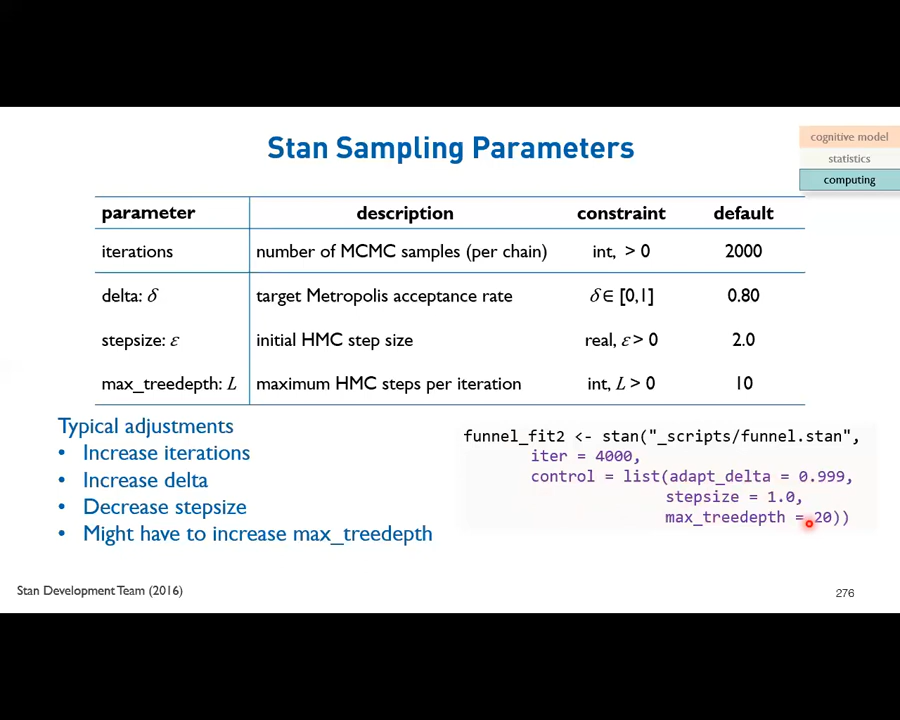 Stan Sampling Parameters
cognitive model
statistics
computing
parameter description constraint default
iterations number of MCMC samples (per chain) int, > 0 2000
delta: δ target Metropolis acceptance rate δ ∈ [0,1] 0.80
stepsize: ε initial HMC step size real, ε > 0 2.0
max_treedepth: L maximum HMC steps per iteration int, L > 0 10
Typical adjustments
• Increase iterations
• Increase delta
• Decrease stepsize
• Might have to increase max_treedepth
funnel_fit2 <- stan("_scripts/funnel.stan",
iter = 4000,
control = list(adapt_delta = 0.999,
stepsize = 1.0,
max_treedepth = 20))
Stan Development Team (2016)
276